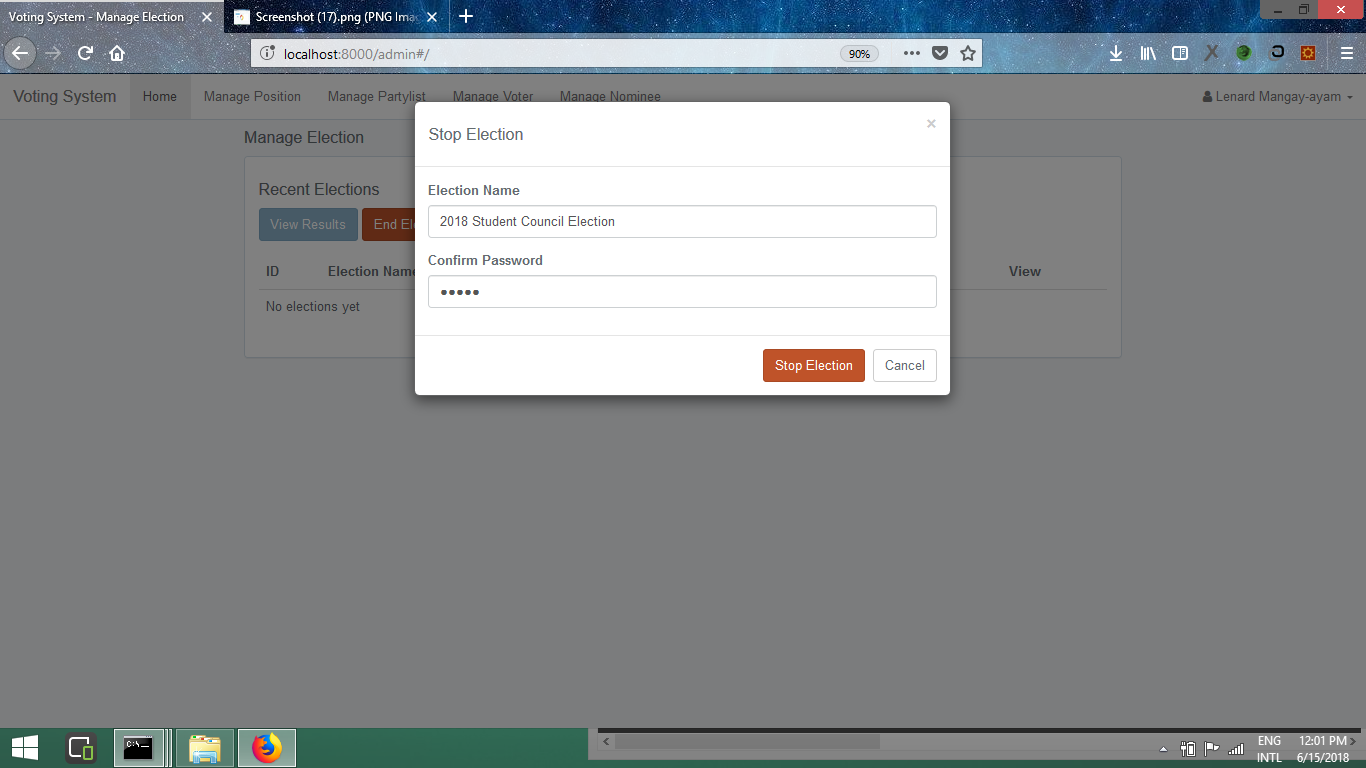 Voting System - Manage Election
Screenshot (17).png (PNG Ima
localhost:8000/admin#/
90%
Voting System
Home
Manage Position
Manage Partylist
Manage Voter
Manage Nominee
Lenard Mangay-ayam
Manage Election
Recent Elections
View Results
End Ele
ID
Election Name
View
No elections yet
Stop Election
×
Election Name
2018 Student Council Election
Confirm Password
•••••
Stop Election
Cancel
C:\
ENG
INTL
12:01 PM
6/15/2018